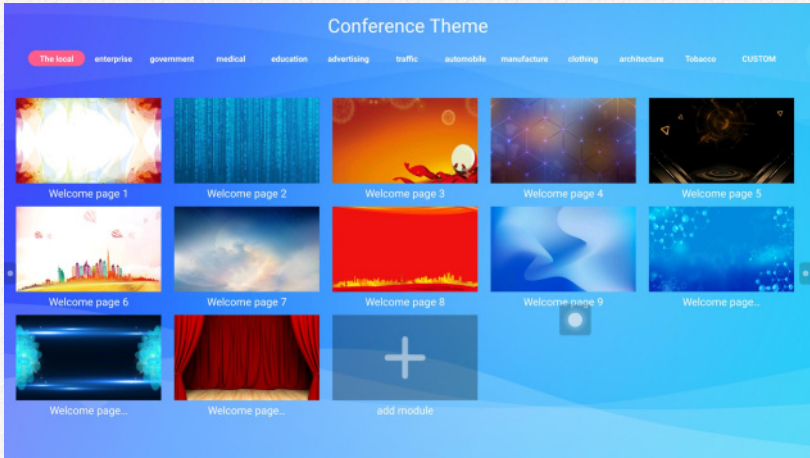 Conference Theme
The local enterprise government medical education advertising traffic automobile manufacture clothing architecture Tobacco CUSTOM
Welcome page 1 Welcome page 2 Welcome page 3 Welcome page 4 Welcome page 5
Welcome page 6 Welcome page 7 Welcome page 8 Welcome page 9 Welcome page...
Welcome page... Welcome page... add module